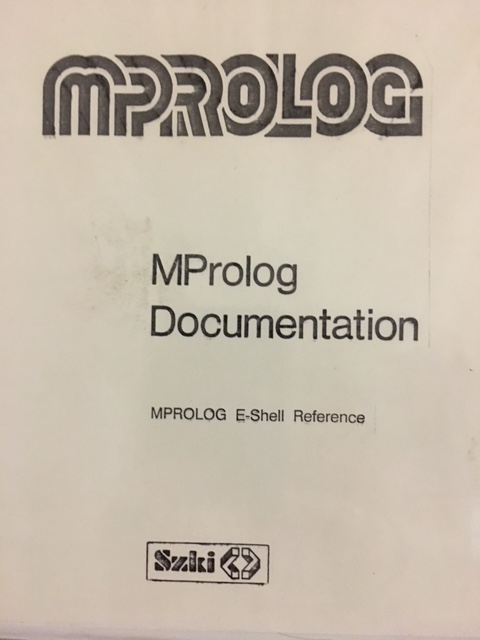 MPROLOG
MProlog
Documentation
MPROLOG E-Shell Reference
Szki